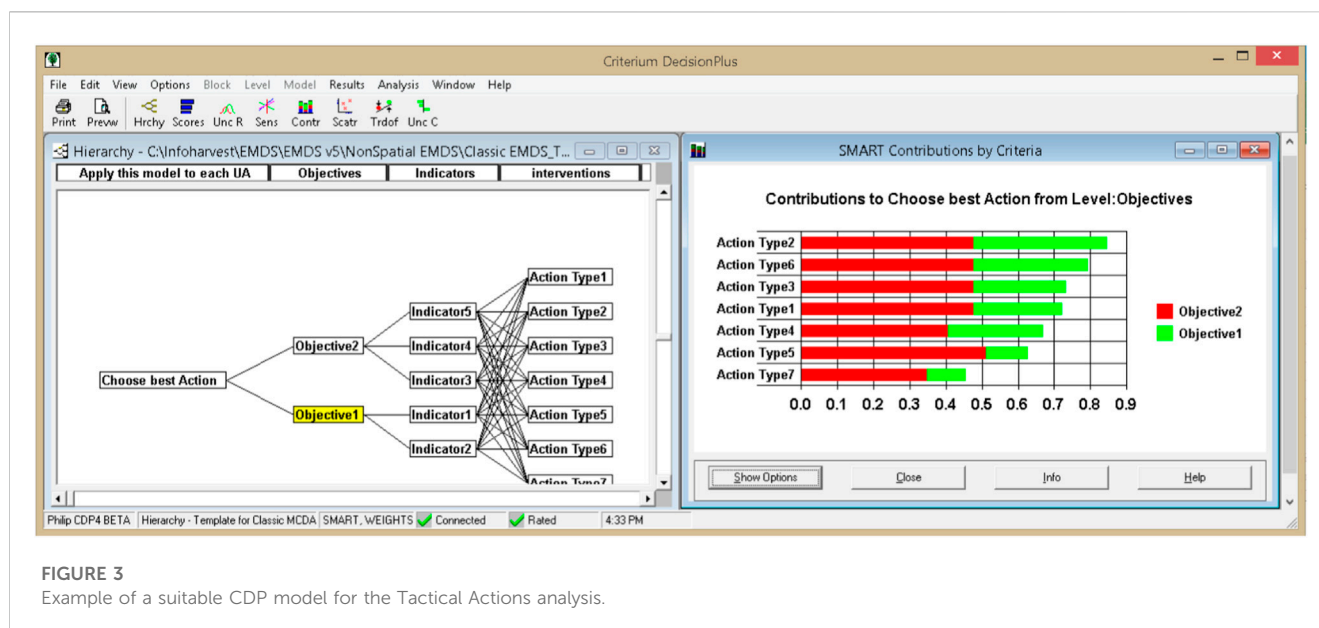 Criterium DecisionPlus
File Edit View Options Block Level Model Results Analysis Window Help
Print Prevw Hrchy Scores Unc R Sens Contr Scatr Trdof Unc C
Hierarchy - C:\Infoharvest\EMDS\EMDS v5\NonSpatial EMDS\Classic EMDS_T...
Apply this model to each UA Objectives Indicators interventions
Choose best Action
Objective2
Objective1
Indicator5
Indicator4
Indicator3
Indicator1
Indicator2
Action Type1
Action Type2
Action Type3
Action Type4
Action Type5
Action Type6
Action Type7
SMART Contributions by Criteria
Contributions to Choose best Action from Level:Objectives
Action Type2
Action Type6
Action Type3
Action Type1
Action Type4
Action Type5
Action Type7
0.0 0.1 0.2 0.3 0.4 0.5 0.6 0.7 0.8 0.9
Objective2
Objective1
Show Options Close Info Help
Philip CDP4 BETA Hierarchy - Template for Classic MCDA SMART, WEIGHTS Connected Rated 4:33 PM
FIGURE 3
Example of a suitable CDP model for the Tactical Actions analysis.